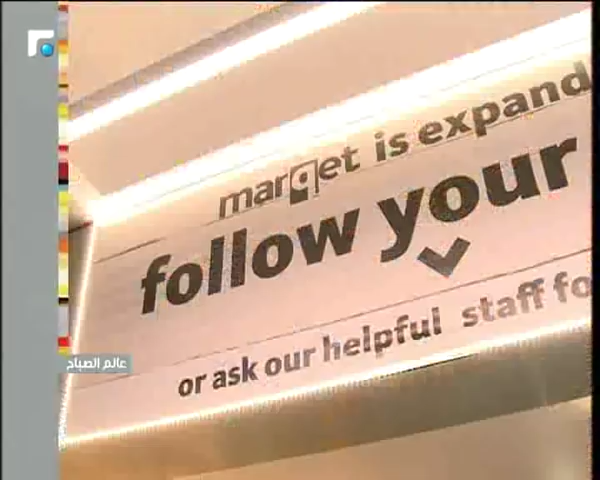 marqet is expand
follow your
or ask our helpful staff fo
عالم الصباح